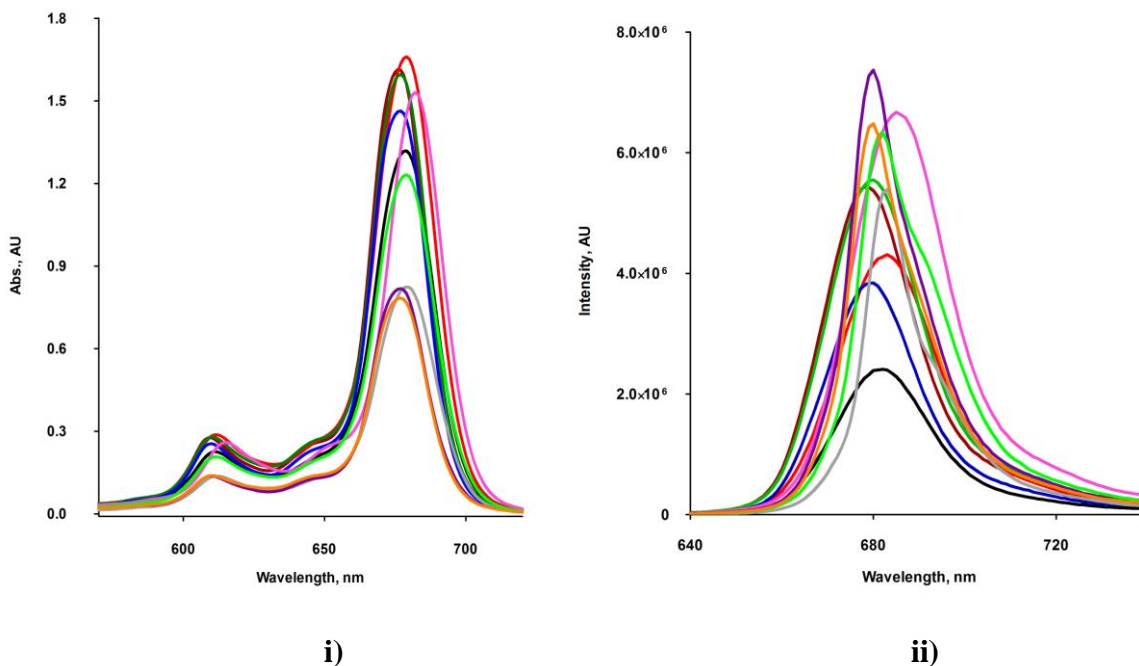 1.8
1.5
1.2
0.9
0.6
0.3
0.0
Abs., AU
600 650 700
Wavelength, nm
i)
8.0×10⁶
6.0×10⁶
4.0×10⁶
2.0×10⁶
0
Intensity, AU
640 680 720
Wavelength, nm
ii)